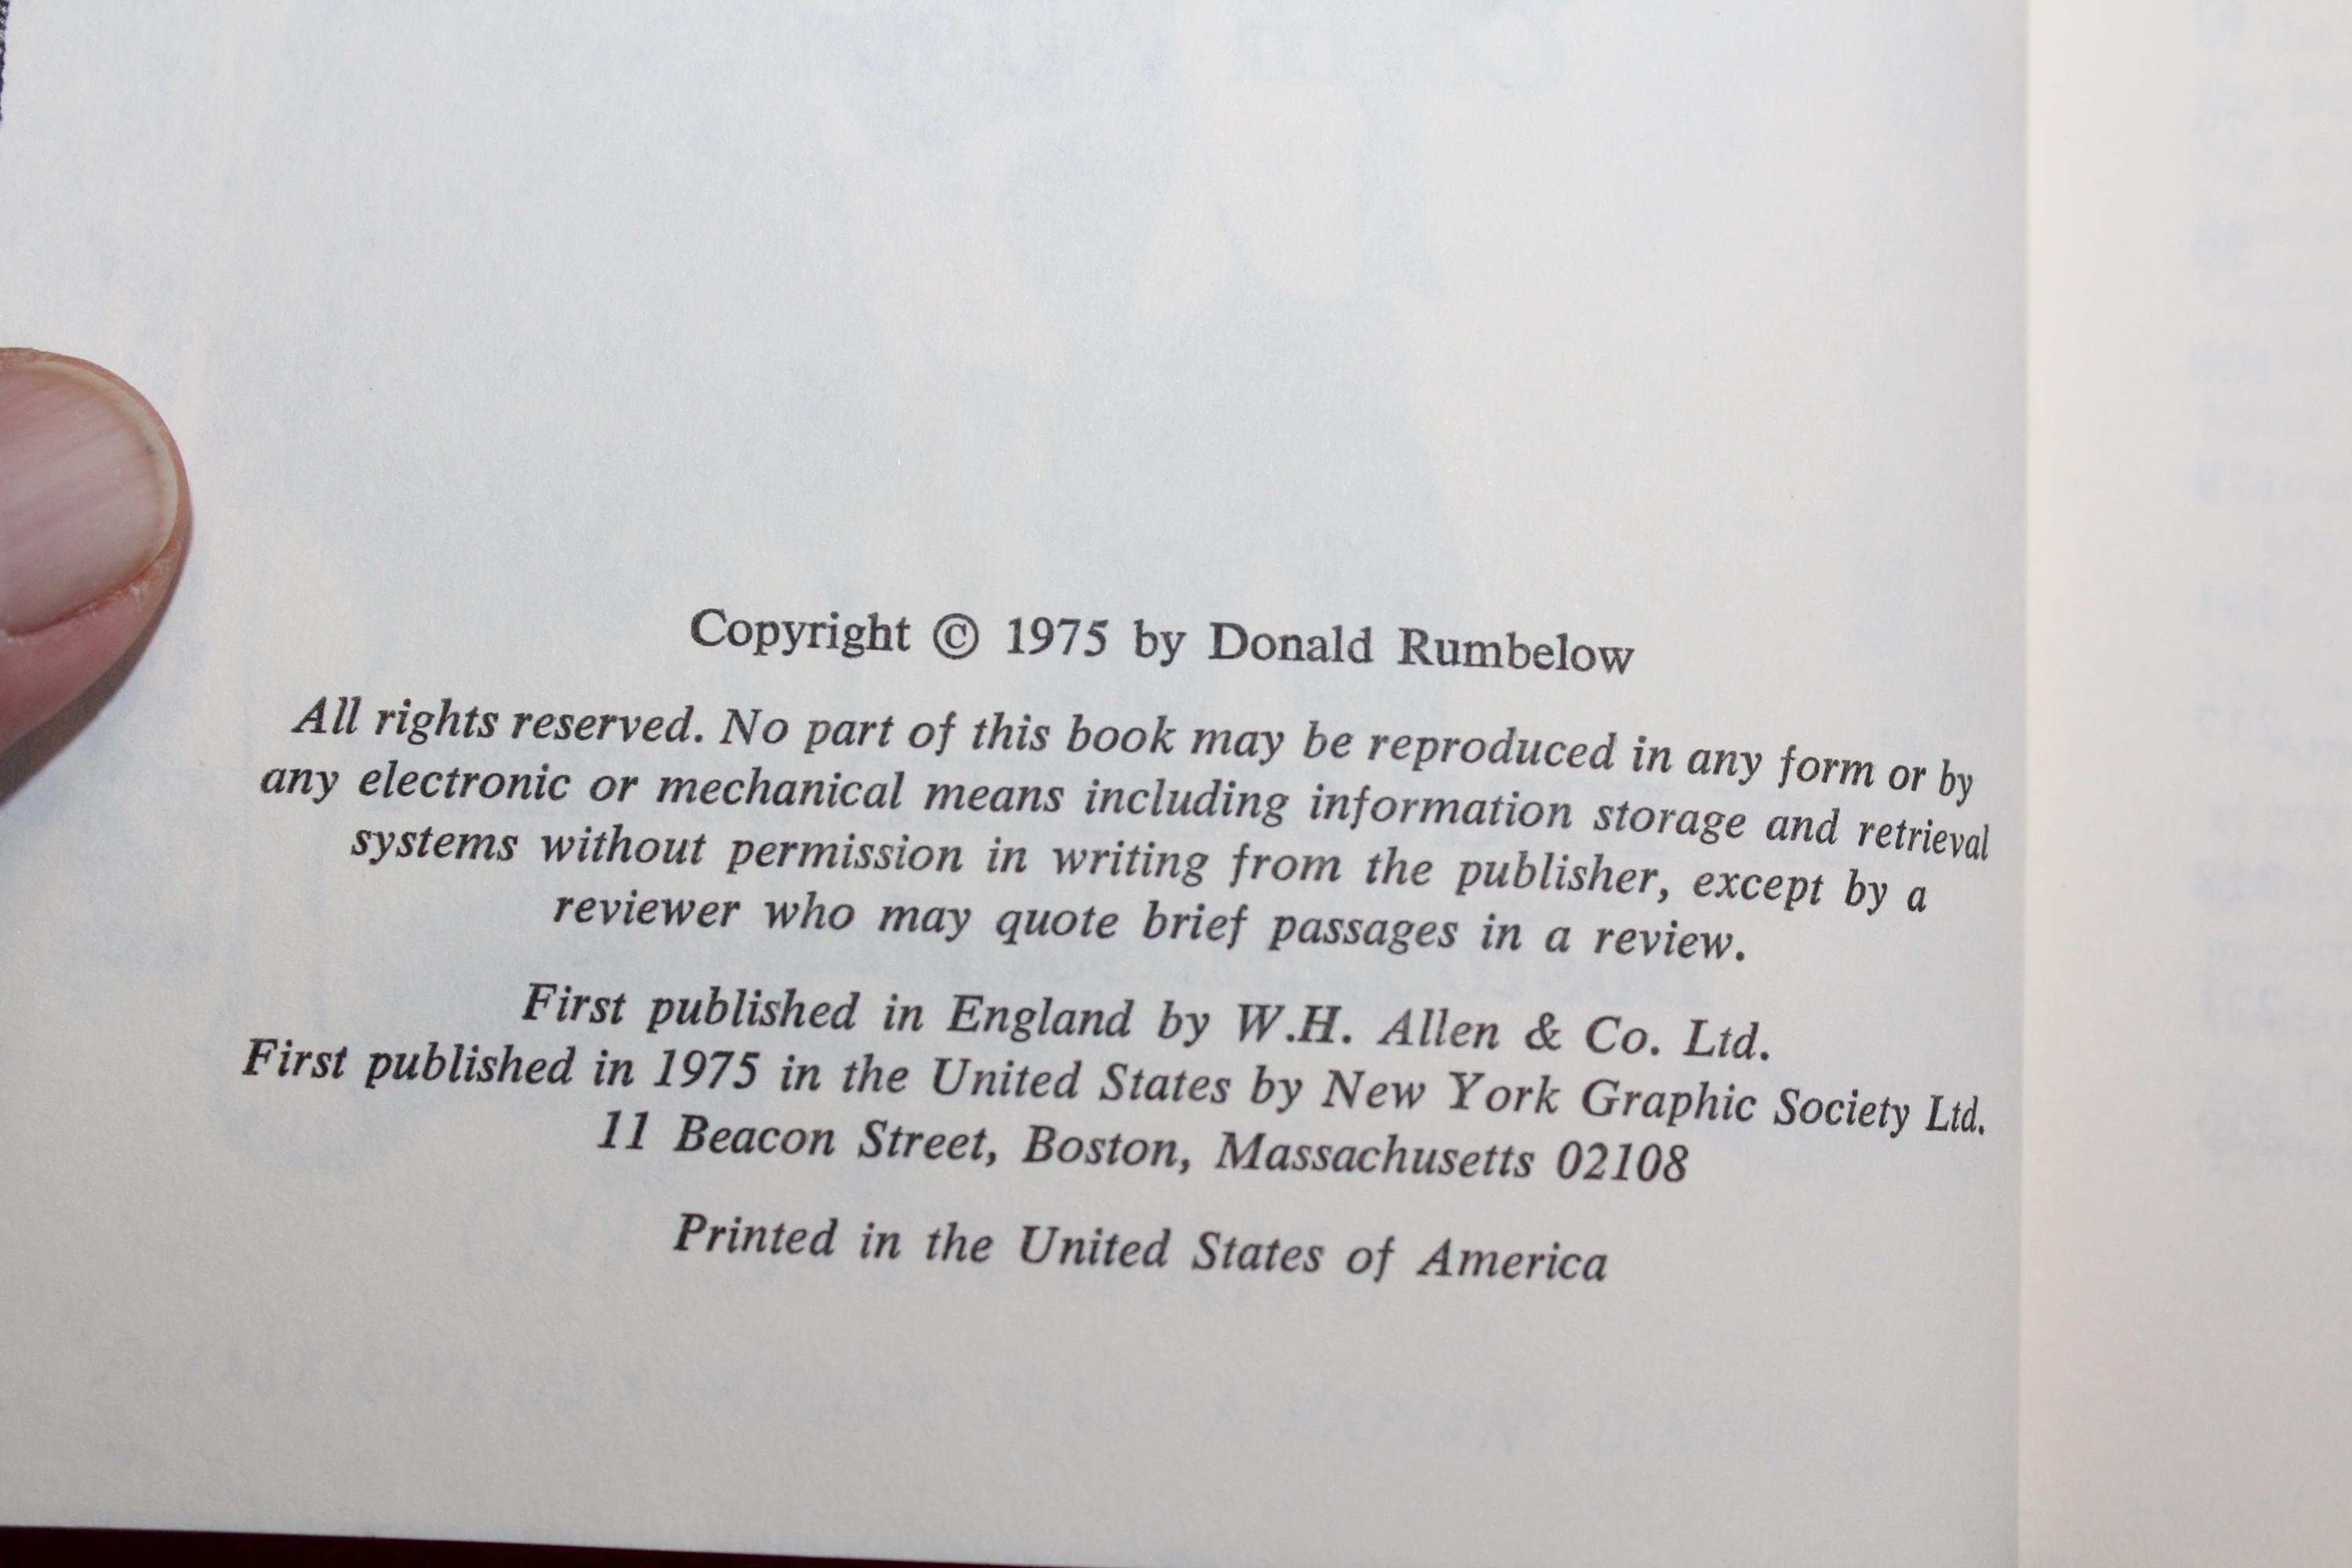 Copyright © 1975 by Donald Rumbelow
All rights reserved. No part of this book may be reproduced in any form or by
any electronic or mechanical means including information storage and retrieval
systems without permission in writing from the publisher, except by a
reviewer who may quote brief passages in a review.
First published in England by W.H. Allen & Co. Ltd.
First published in 1975 in the United States by New York Graphic Society Ltd.
11 Beacon Street, Boston, Massachusetts 02108
Printed in the United States of America